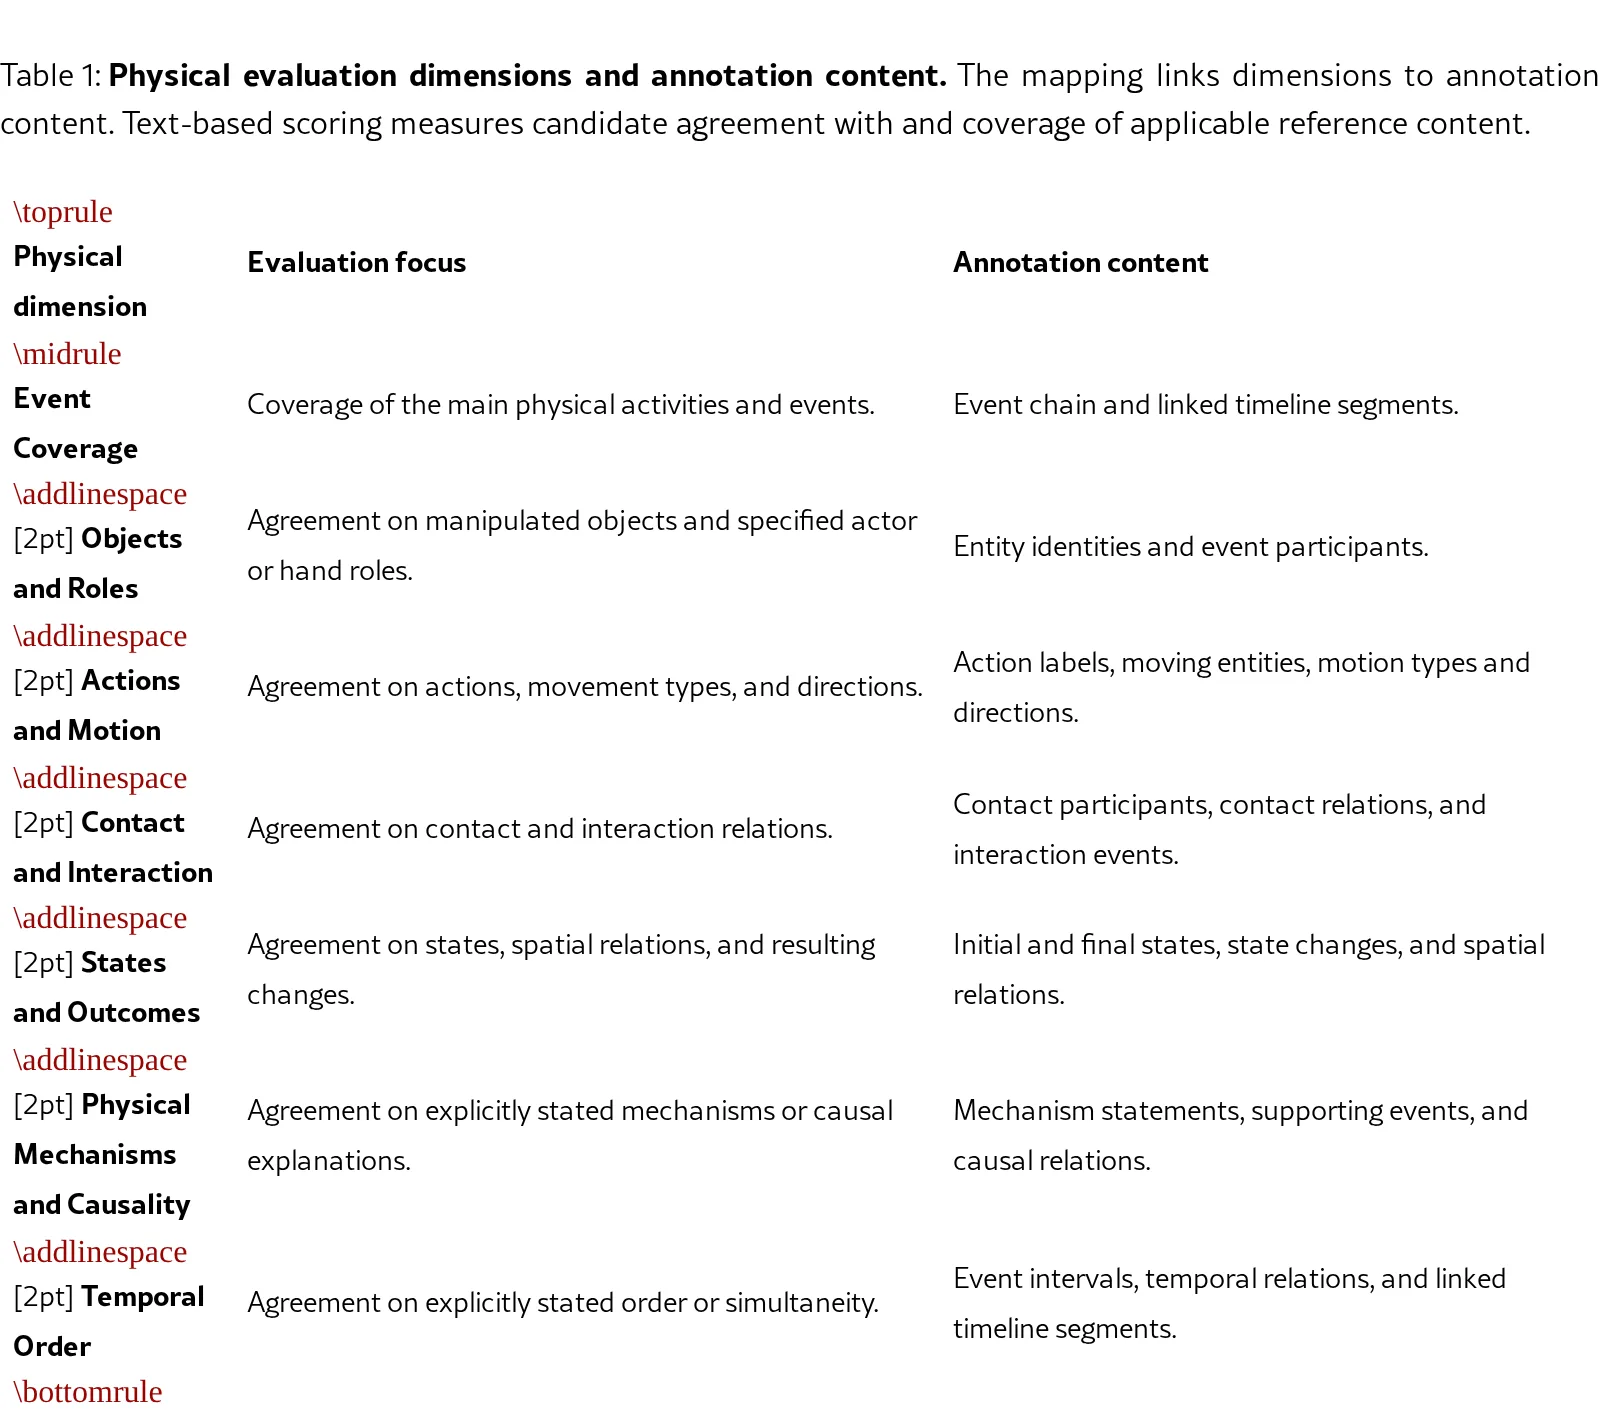 Table 1: Physical evaluation dimensions and annotation content. The mapping links dimensions to annotation
content. Text-based scoring measures candidate agreement with and coverage of applicable reference content.
\toprule
Physical
dimension
Evaluation focus
Annotation content
\midrule
Event
Coverage
Coverage of the main physical activities and events.
Event chain and linked timeline segments.
\addlinespace
[2pt] Objects
and Roles
Agreement on manipulated objects and specified actor
or hand roles.
Entity identities and event participants.
\addlinespace
[2pt] Actions
and Motion
Agreement on actions, movement types, and directions.
Action labels, moving entities, motion types and
directions.
\addlinespace
[2pt] Contact
and Interaction
Agreement on contact and interaction relations.
Contact participants, contact relations, and
interaction events.
\addlinespace
[2pt] States
and Outcomes
Agreement on states, spatial relations, and resulting
changes.
Initial and final states, state changes, and spatial
relations.
\addlinespace
[2pt] Physical
Mechanisms
and Causality
Agreement on explicitly stated mechanisms or causal
explanations.
Mechanism statements, supporting events, and
causal relations.
\addlinespace
[2pt] Temporal
Order
Agreement on explicitly stated order or simultaneity.
Event intervals, temporal relations, and linked
timeline segments.
\bottomrule